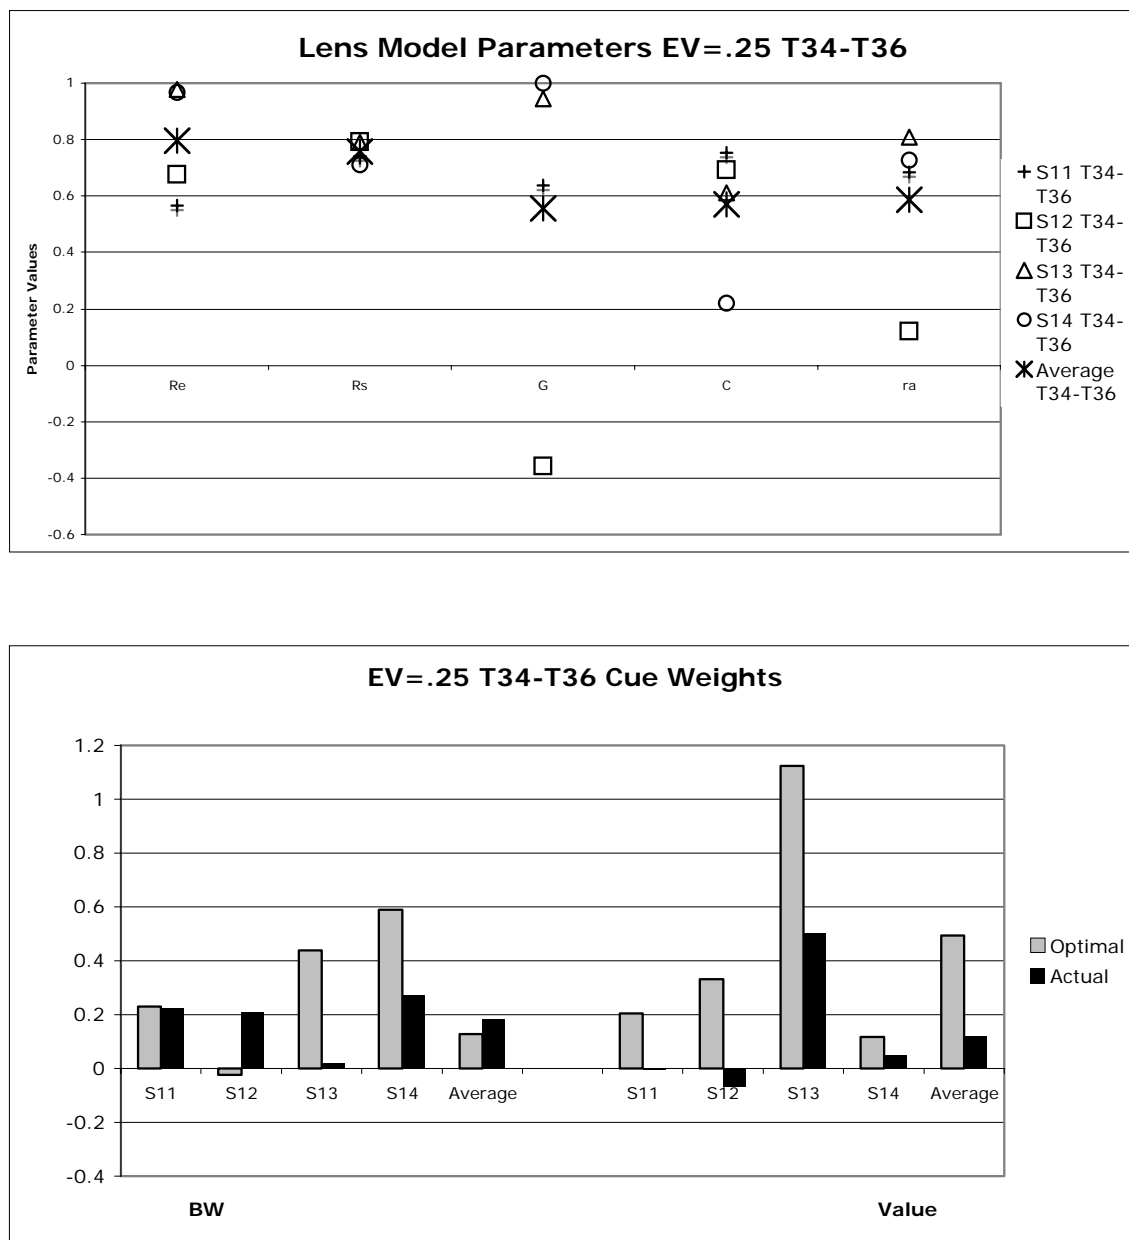 Lens Model Parameters EV=.25 T34-T36
1
0.8
0.6
0.4
0.2
0
-0.2
-0.4
-0.6
Parameter Values
Re
Rs
G
C
ra
S11 T34-
T36
S12 T34-
T36
S13 T34-
T36
S14 T34-
T36
Average
T34-T36
EV=.25 T34-T36 Cue Weights
1.2
1
0.8
0.6
0.4
0.2
0
-0.2
-0.4
S11 S12 S13 S14 Average S11 S12 S13 S14 Average
BW Value
Optimal
Actual